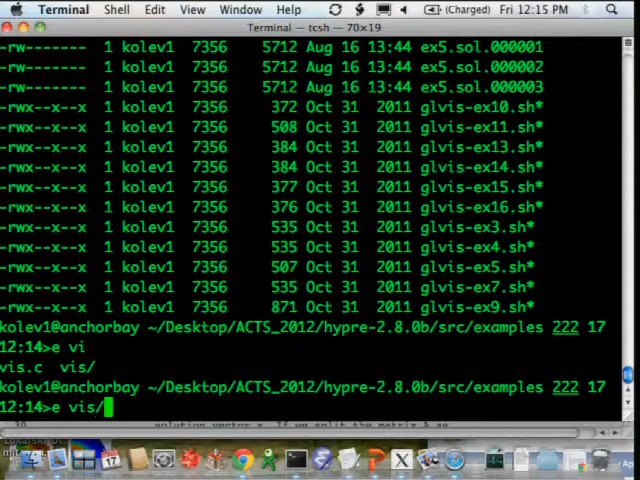 Terminal Shell Edit View Window Help (Charged) Fri 12:15 PM
Terminal — tcsh — 70×19
-rw------- 1 kolev1 7356 5712 Aug 16 13:44 ex5.sol.000001
-rw------- 1 kolev1 7356 5712 Aug 16 13:44 ex5.sol.000002
-rw------- 1 kolev1 7356 5712 Aug 16 13:44 ex5.sol.000003
-rwx--x--x 1 kolev1 7356 372 Oct 31 2011 glvis-ex10.sh*
-rwx--x--x 1 kolev1 7356 508 Oct 31 2011 glvis-ex11.sh*
-rwx--x--x 1 kolev1 7356 384 Oct 31 2011 glvis-ex13.sh*
-rwx--x--x 1 kolev1 7356 384 Oct 31 2011 glvis-ex14.sh*
-rwx--x--x 1 kolev1 7356 377 Oct 31 2011 glvis-ex15.sh*
-rwx--x--x 1 kolev1 7356 376 Oct 31 2011 glvis-ex16.sh*
-rwx--x--x 1 kolev1 7356 535 Oct 31 2011 glvis-ex3.sh*
-rwx--x--x 1 kolev1 7356 535 Oct 31 2011 glvis-ex4.sh*
-rwx--x--x 1 kolev1 7356 507 Oct 31 2011 glvis-ex5.sh*
-rwx--x--x 1 kolev1 7356 535 Oct 31 2011 glvis-ex7.sh*
-rwx--x--x 1 kolev1 7356 871 Oct 31 2011 glvis-ex9.sh*
kolev1@anchorbay ~/Desktop/ACTS_2012/hypre-2.8.0b/src/examples 222 17
12:14>e vi
vis.c vis/
kolev1@anchorbay ~/Desktop/ACTS_2012/hypre-2.8.0b/src/examples 222 17
12:14>e vis/
solution vector x. If we split the matrix A as
17